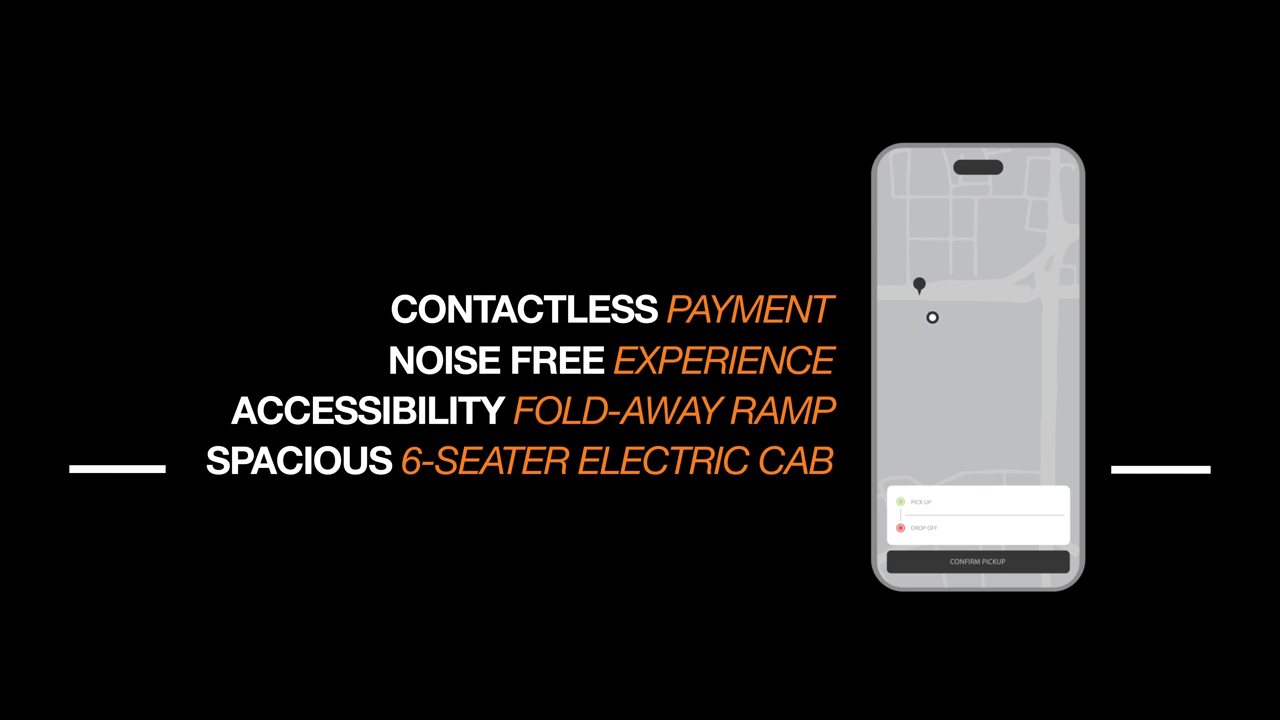 CONTACTLESS PAYMENT
NOISE FREE EXPERIENCE
ACCESSIBILITY FOLD-AWAY RAMP
SPACIOUS 6-SEATER ELECTRIC CAB
PICK UP
DROP OFF
CONFIRM PICKUP